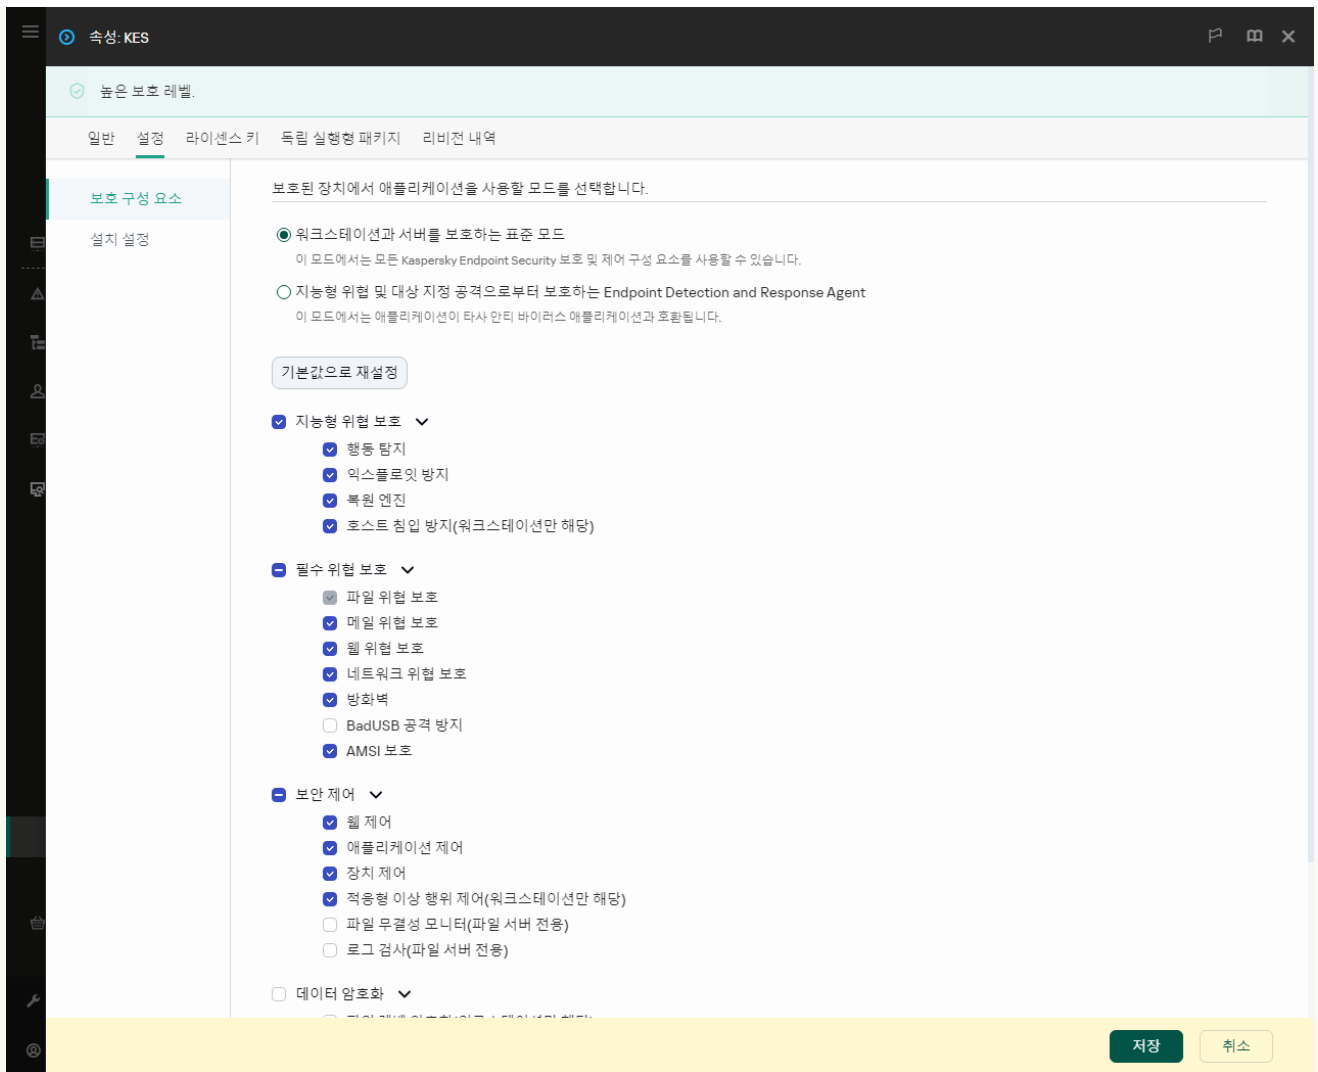 속성: KES
높은 보호 레벨.
일반 설정 라이센스 키 독립 실행형 패키지 리비전 내역
보호 구성 요소
설치 설정
보호된 장치에서 애플리케이션을 사용할 모드를 선택합니다.
워크스테이션과 서버를 보호하는 표준 모드
이 모드에서는 모든 Kaspersky Endpoint Security 보호 및 제어 구성 요소를 사용할 수 있습니다.
지능형 위협 및 대상 지정 공격으로부터 보호하는 Endpoint Detection and Response Agent
이 모드에서는 애플리케이션이 타사 안티 바이러스 애플리케이션과 호환됩니다.
기본값으로 재설정
지능형 위협 보호
행동 탐지
익스플로잇 방지
복원 엔진
호스트 침입 방지(워크스테이션만 해당)
필수 위협 보호
파일 위협 보호
메일 위협 보호
웹 위협 보호
네트워크 위협 보호
방화벽
BadUSB 공격 방지
AMSI 보호
보안 제어
웹 제어
애플리케이션 제어
장치 제어
적응형 이상 행위 제어(워크스테이션만 해당)
파일 무결성 모니터(파일 서버 전용)
로그 검사(파일 서버 전용)
데이터 암호화
저장 취소